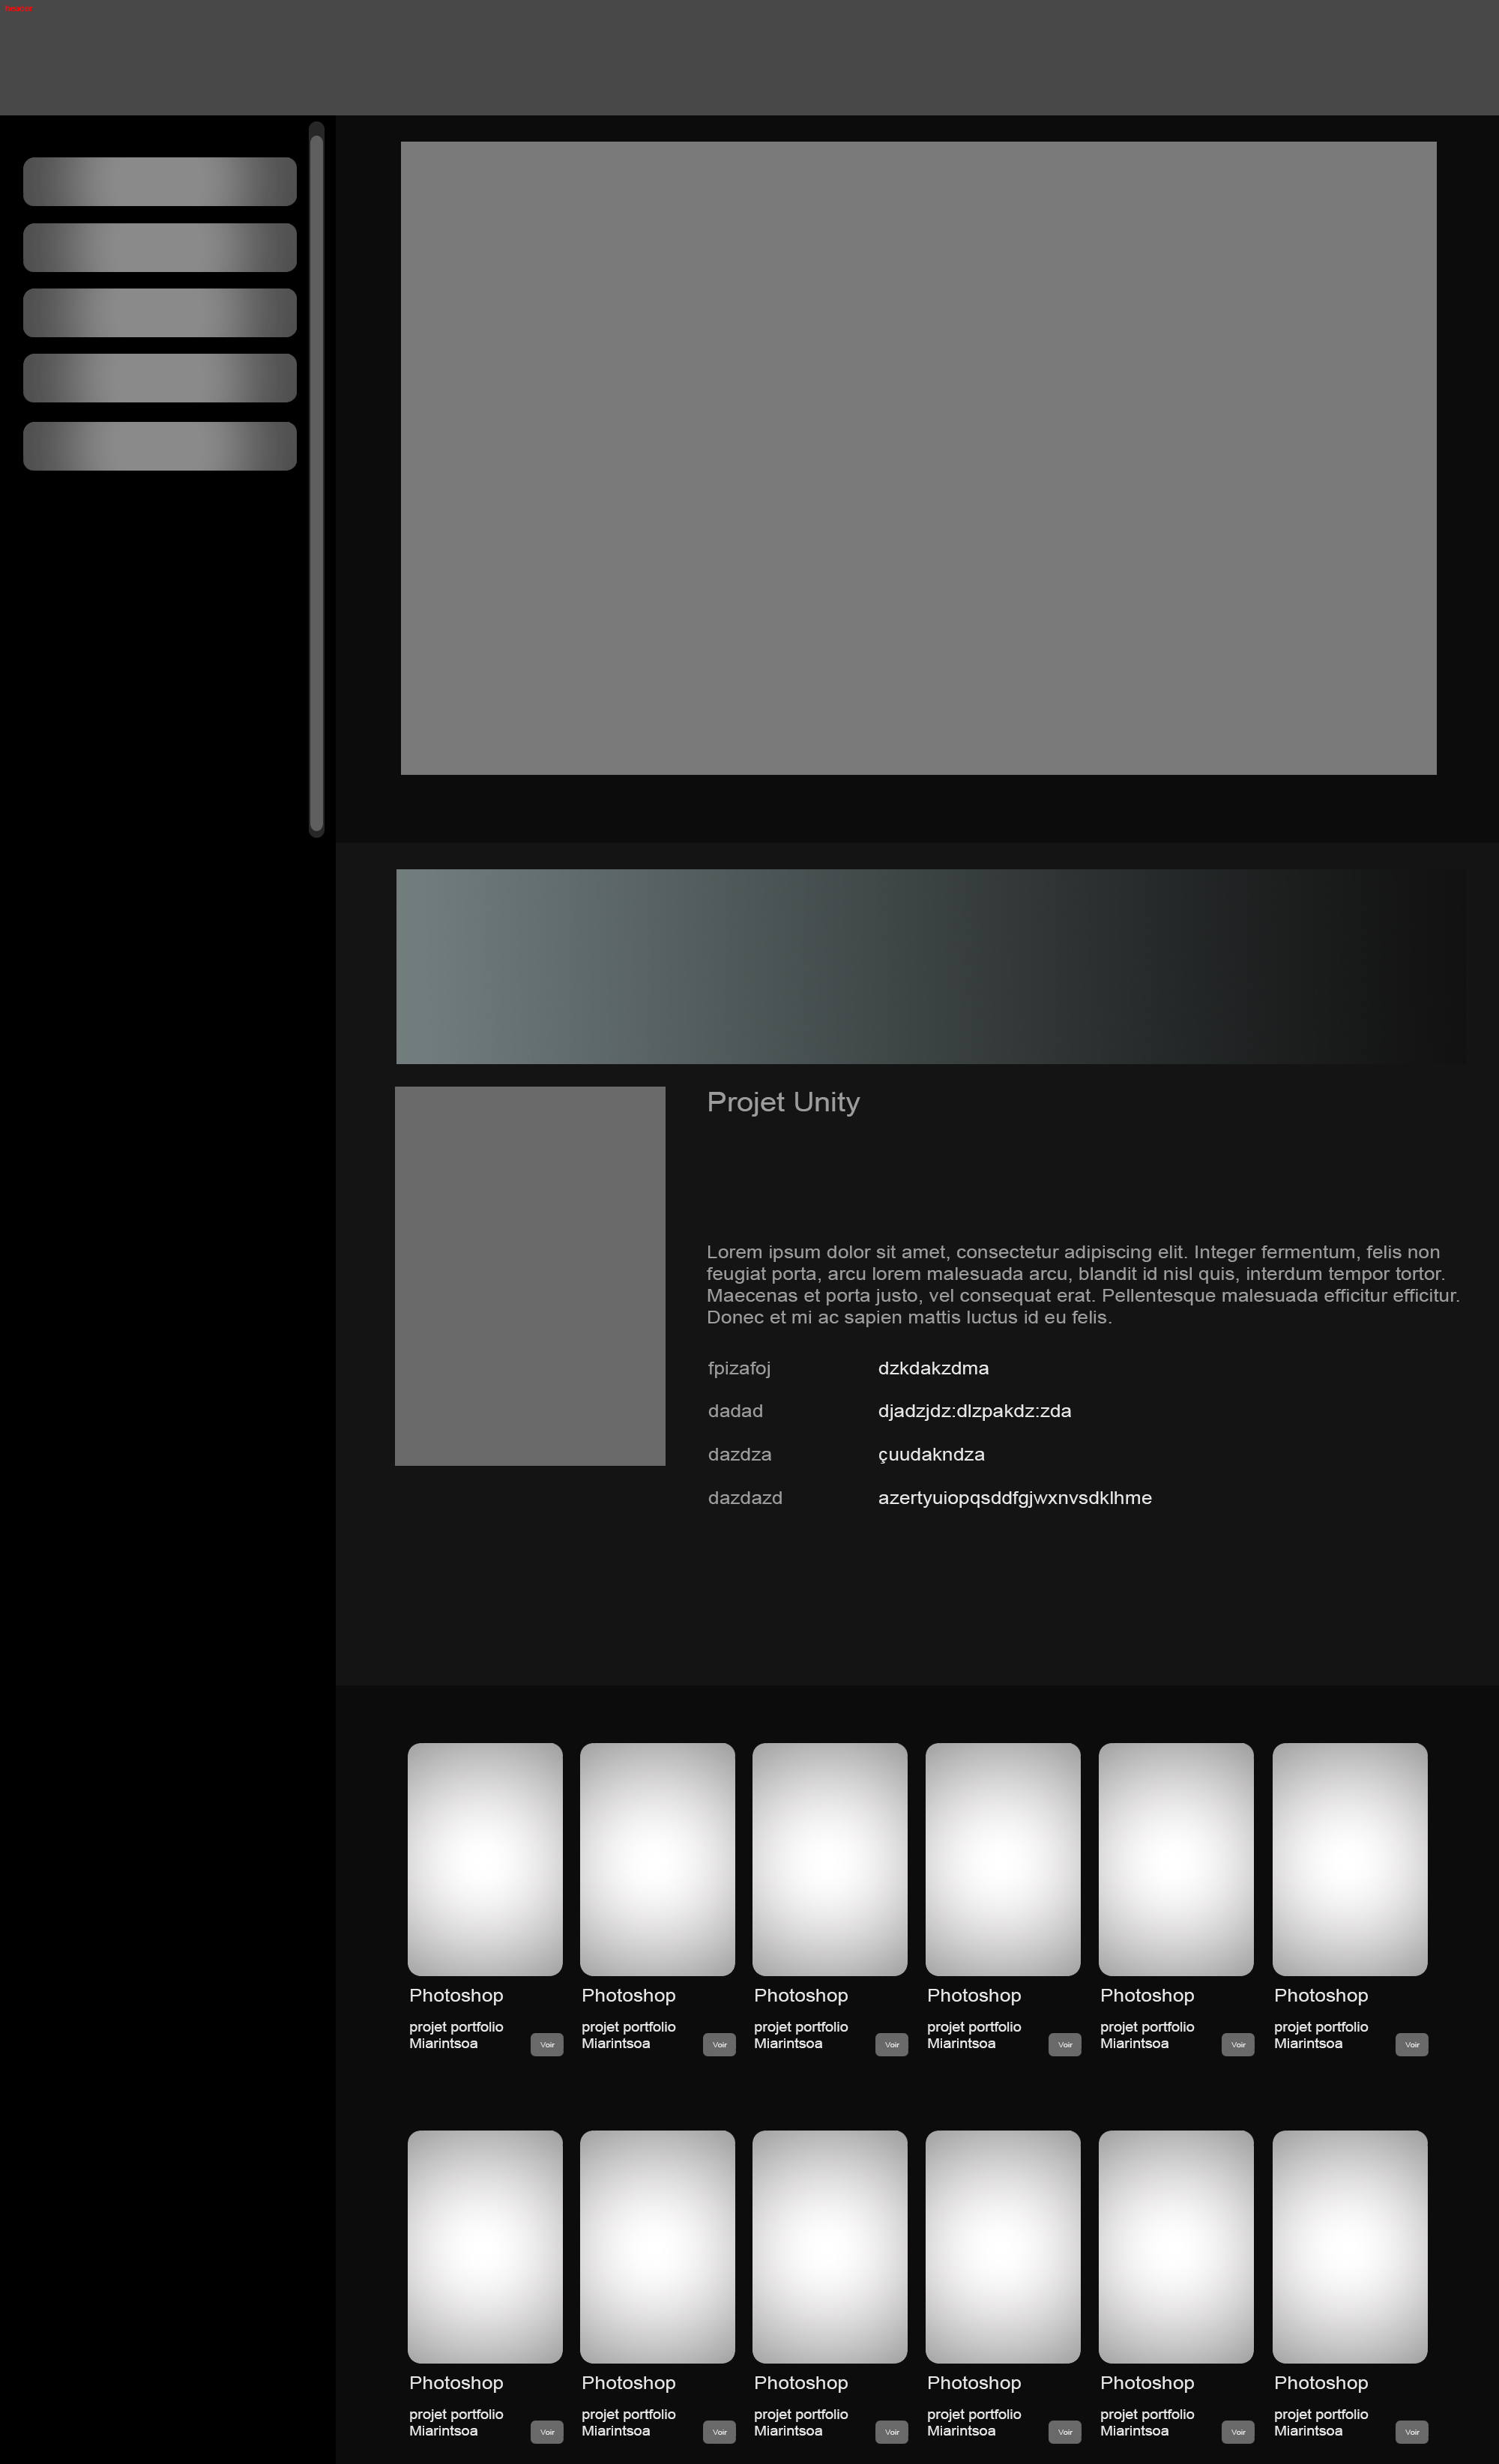 Projet Unity
Lorem ipsum dolor sit amet, consectetur adipiscing elit. Integer fermentum, felis non
feugiat porta, arcu lorem malesuada arcu, blandit id nisl quis, interdum tempor tortor.
Maecenas et porta justo, vel consequat erat. Pellentesque malesuada efficitur efficitur.
Donec et mi ac sapien mattis luctus id eu felis.
fpizafoj dzkdakzdma
dadad djadzjdz:dlzpakdz:zda
dazdza çuudakndza
dazdazd azertyuiopqsddfgjwxnvsdklhme
Photoshop Photoshop Photoshop Photoshop Photoshop Photoshop
projet portfolio projet portfolio projet portfolio projet portfolio projet portfolio projet portfolio
Miarintsoa Voir Miarintsoa Voir Miarintsoa Voir Miarintsoa Voir Miarintsoa Voir Miarintsoa Voir
Photoshop Photoshop Photoshop Photoshop Photoshop Photoshop
projet portfolio projet portfolio projet portfolio projet portfolio projet portfolio projet portfolio
Miarintsoa Voir Miarintsoa Voir Miarintsoa Voir Miarintsoa Voir Miarintsoa Voir Miarintsoa Voir